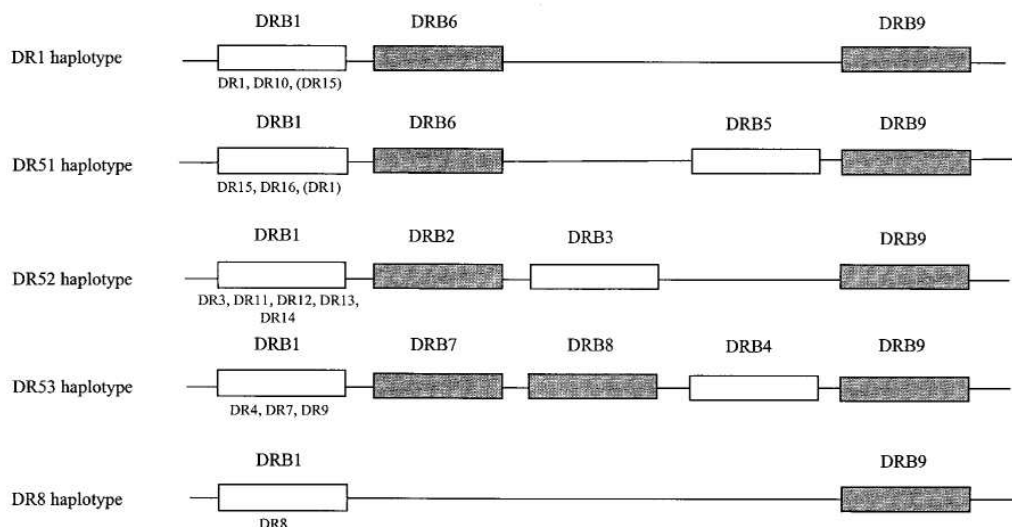 DRB1 DRB6 DRB9
DR1 haplotype
DR1, DR10, (DR15)
DRB1 DRB6 DRB5 DRB9
DR51 haplotype
DR15, DR16, (DR1)
DRB1 DRB2 DRB3 DRB9
DR52 haplotype
DR3, DR11, DR12, DR13,
DR14
DRB1 DRB7 DRB8 DRB4 DRB9
DR53 haplotype
DR4, DR7, DR9
DRB1 DRB9
DR8 haplotype
DR8